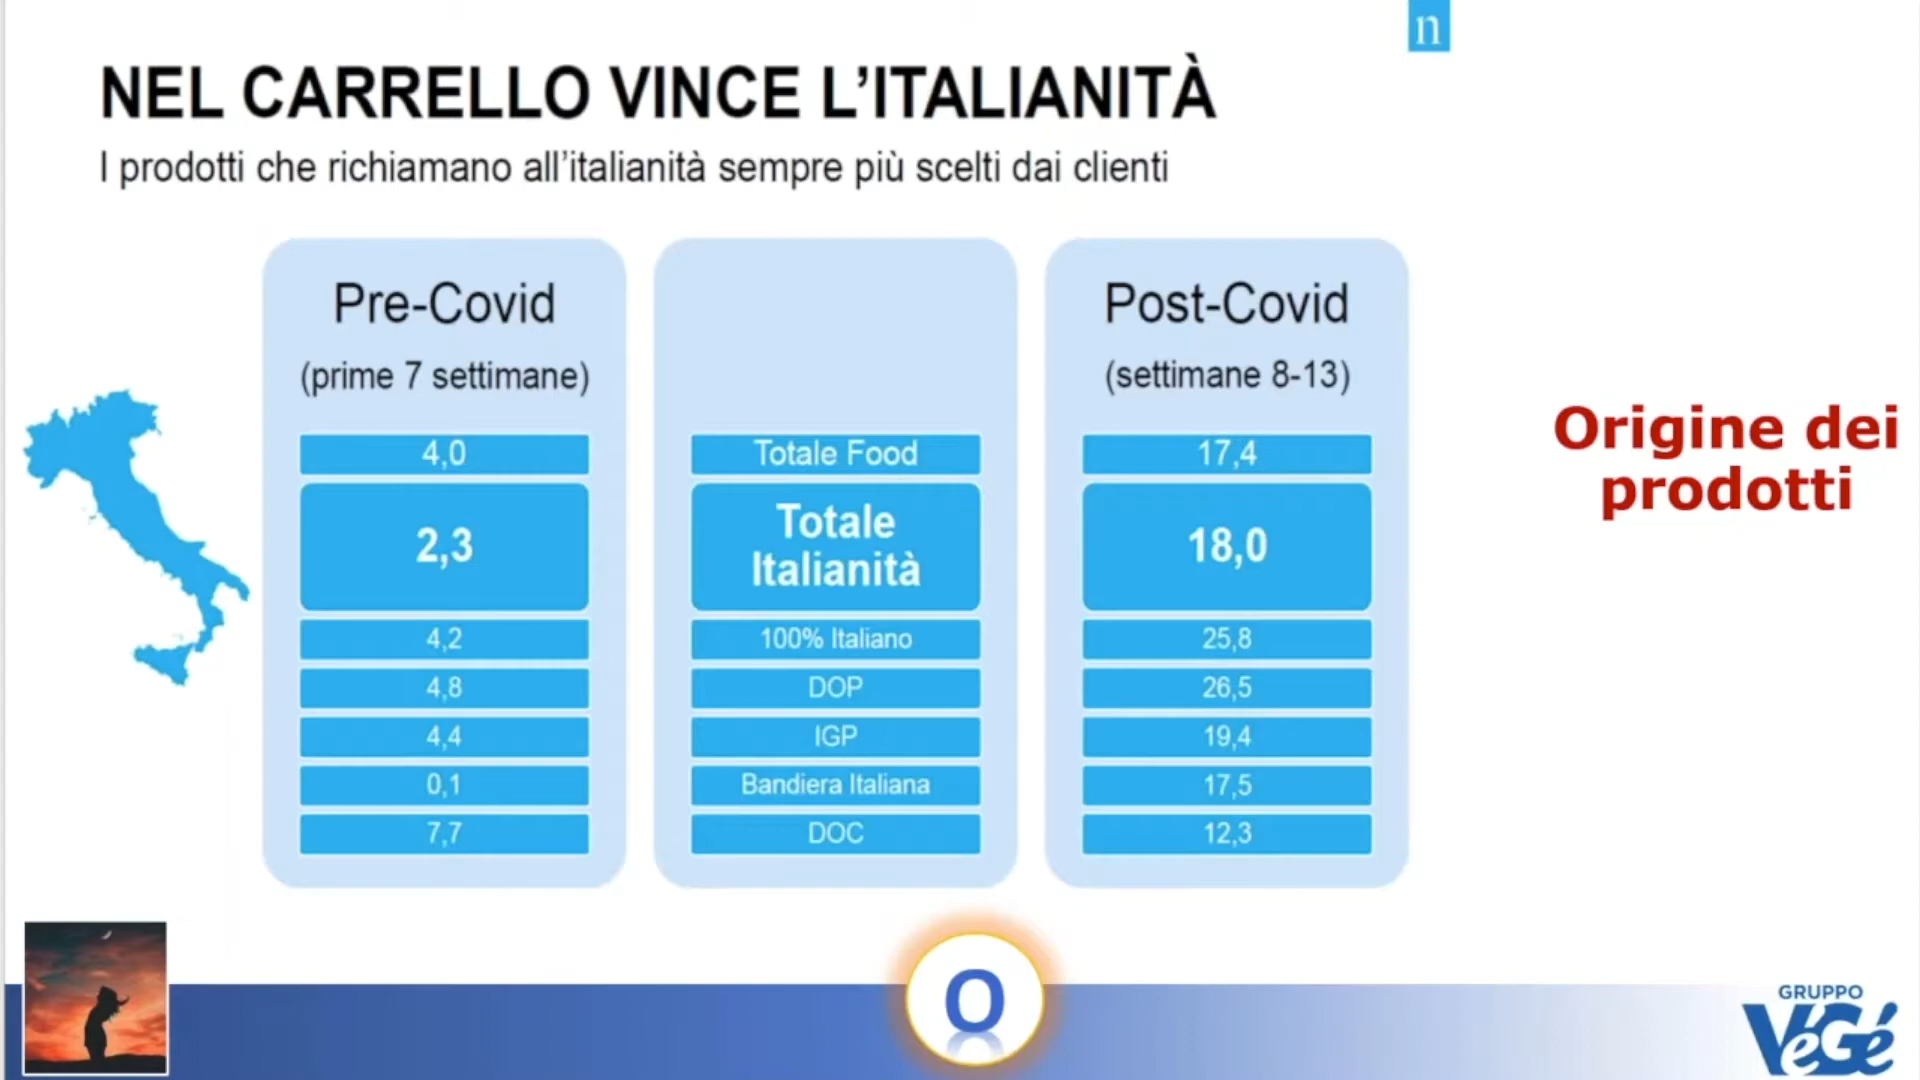 n
NEL CARRELLO VINCE L’ITALIANITÀ
I prodotti che richiamano all’italianità sempre più scelti dai clienti
Pre-Covid
(prime 7 settimane)
Post-Covid
(settimane 8-13)
4,0
Totale Food
17,4
2,3
Totale
Italianità
18,0
4,2
100% Italiano
25,8
4,8
DOP
26,5
4,4
IGP
19,4
0,1
Bandiera Italiana
17,5
7,7
DOC
12,3
Origine dei
prodotti
O
GRUPPO
VéGé